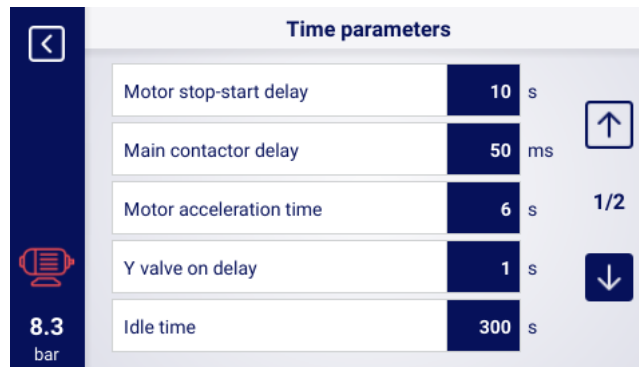 Time parameters
Motor stop-start delay 10 s
Main contactor delay 50 ms
Motor acceleration time 6 s
1/2
Y valve on delay 1 s
Idle time 300 s
8.3
bar